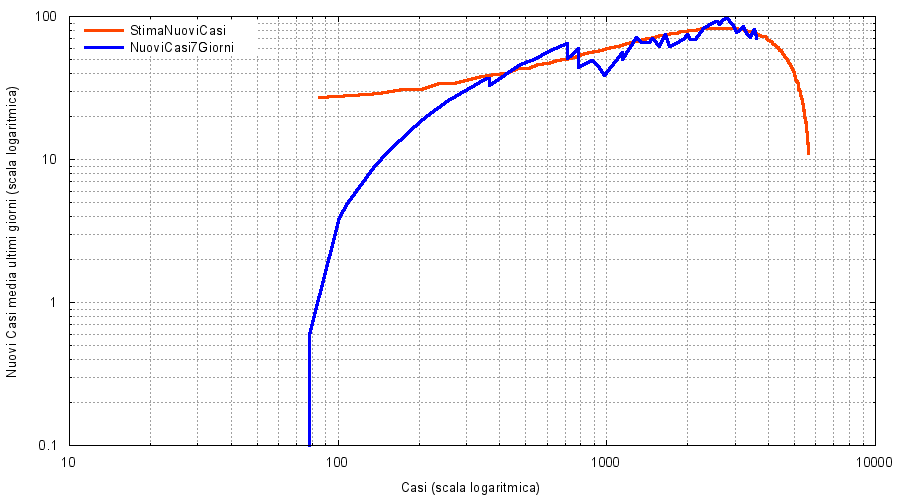 100
10
1
0.1
Nuovi Casi media ultimi giorni (scala logaritmica)
StimaNuoviCasi
NuoviCasi7Giorni
10
100
1000
10000
Casi (scala logaritmica)